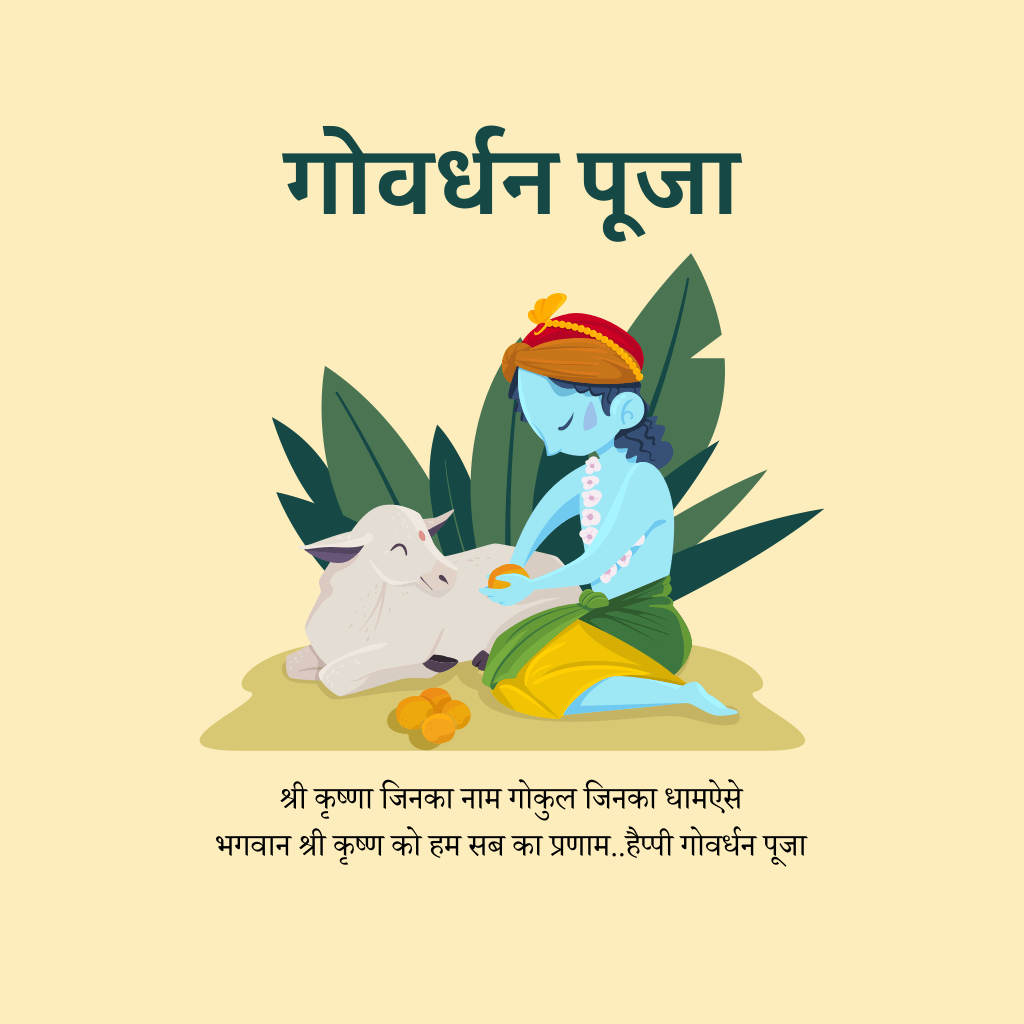 गोवर्धन पूजा
श्री कृष्णा जिनका नाम गोकुल जिनका धामऐसे
भगवान श्री कृष्ण को हम सब का प्रणाम..हैप्पी गोवर्धन पूजा